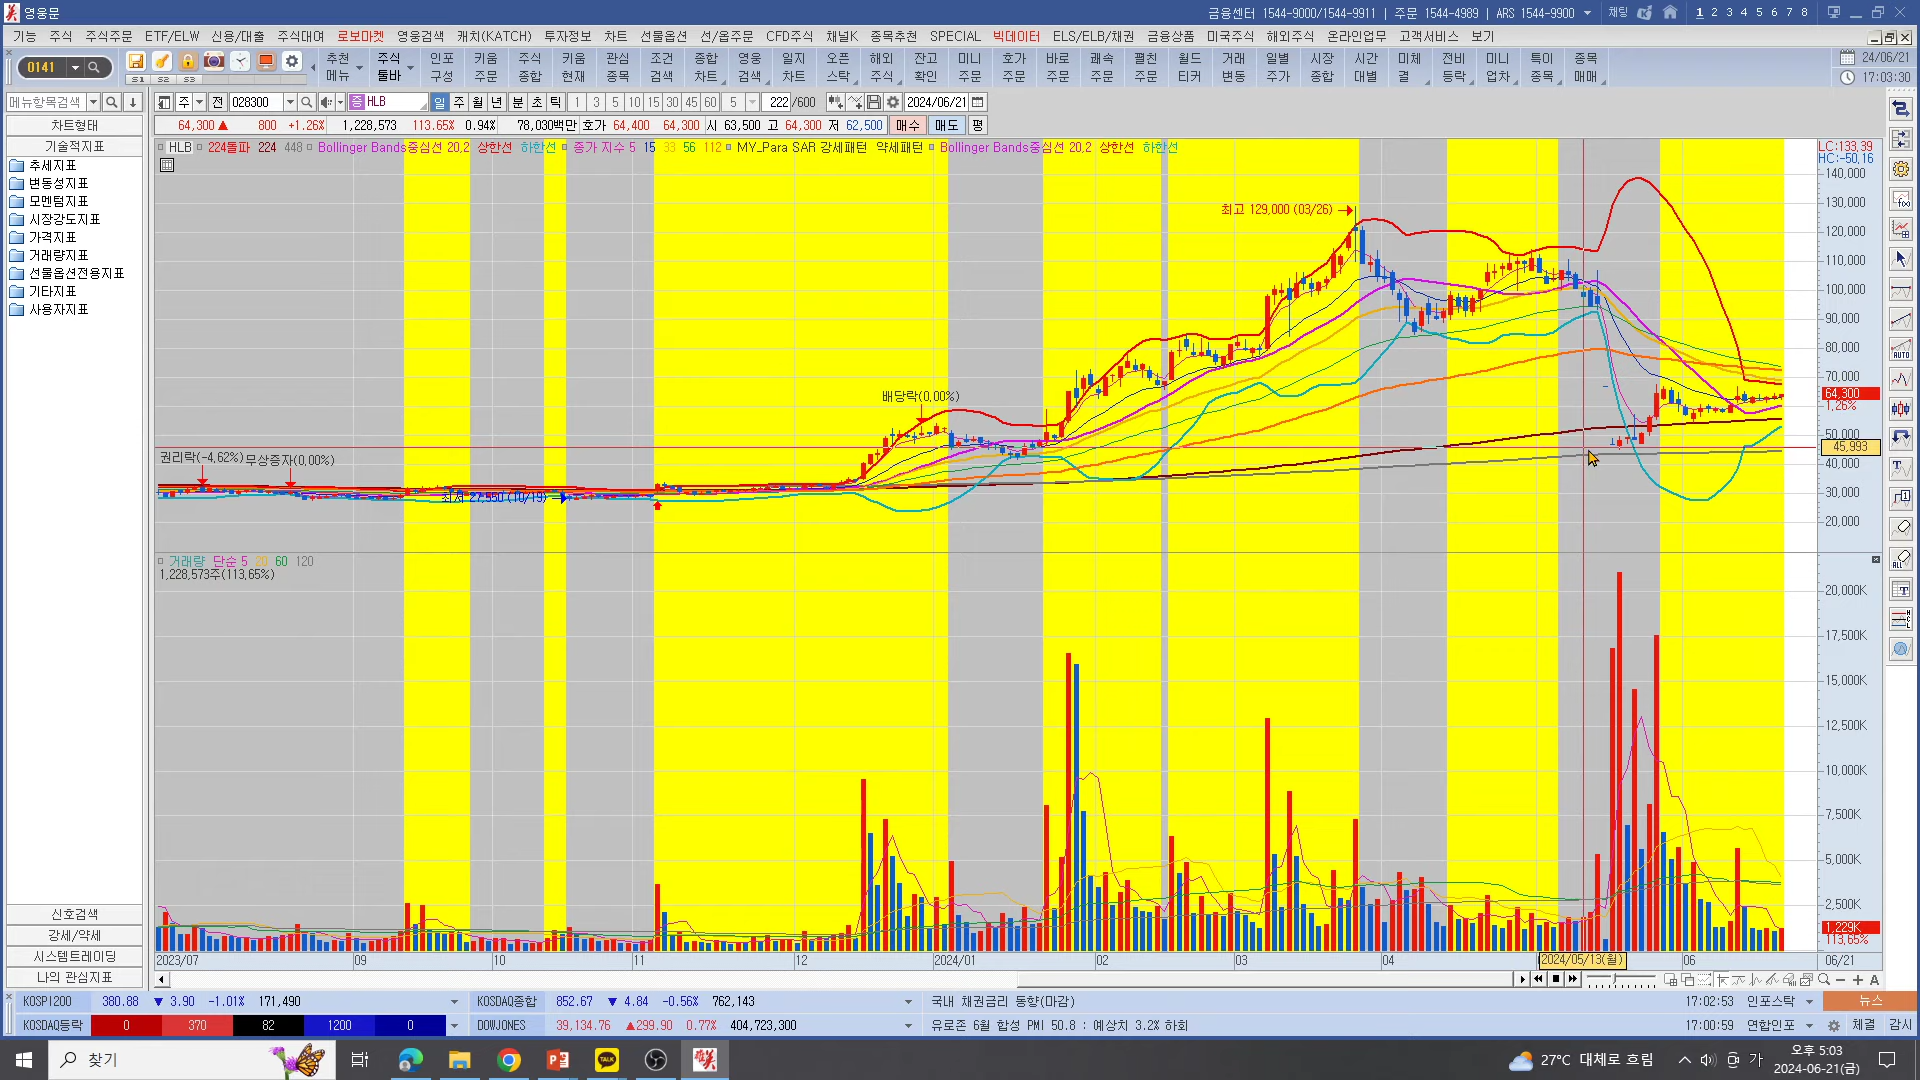 영웅문
금융센터 1544-9000/1544-9911 | 주문 1544-4989 | ARS 1544-9900 채팅 1 2 3 4 5 6 7 8
기능 주식 주식주문 ETF/ELW 신용/대출 주식대여 로보마켓 영웅검색 캐치(KATCH) 투자정보 차트 선물옵션 선/옵주문 CFD주식 채널K 종목추천 SPECIAL 빅데이터 ELS/ELB/채권 금융상품 미국주식 해외주식 온라인업무 고객서비스 보기
0141 추천 주식 인포 키움 주식 키움 관심 조건 종합 영웅 일지 오픈 해외 잔고 미니 호가 바로 쾌속 펼친 월드 거래 일별 시장 시간 미체 전비 미니 특이 종목 24/06/21
S1 S2 S3 메뉴 툴바 구성 주문 종합 현재 종목 검색 차트 검색 차트 스탁 주식 확인 주문 주문 주문 주문 주문 티커 변동 주가 종합 대별 결 등락 업차 종목 매매 17:03:30
메뉴항목검색 주 전 028300 증 HLB 일 주 월 년 분 초 틱 1 3 5 10 15 30 45 60 5 222 /600 2024/06/21
차트형태 64,300 ▲ 800 +1.26% 1,228,573 113.65% 0.94% 78,030백만 호가 64,400 64,300 시 63,500 고 64,300 저 62,500 매수 매도 평
기술적지표 HLB 224돌파 224 448 Bollinger Bands중심선 20,2 상한선 하한선 종가 지수 5 15 33 56 112 MY_Para SAR 강세패턴 약세패턴 Bollinger Bands중심선 20,2 상한선 하한선 LC:133.39
HC:-50.16
추세지표
변동성지표
모멘텀지표
시장강도지표
가격지표
거래량지표
선물옵션전용지표
기타지표
사용자지표
최고 129,000 (03/26)
배당락(0.00%)
권리락(-4.62%) 무상증자(0.00%)
최저 27,550 (10/19)
140,000
130,000
120,000
110,000
100,000
90,000
80,000
70,000
64,300
1.26%
50,000
45,993
40,000
30,000
20,000
거래량 단순 5 20 60 120
1,228,573주(113.65%)
20,000K
17,500K
15,000K
12,500K
10,000K
7,500K
5,000K
2,500K
1,229K
113.65%
신호검색
강세/약세
시스템트레이딩
나의 관심지표
2023/07 09 10 11 12 2024/01 02 03 04 2024/05/13(월) 06 06/21
KOSPI200 380.88 ▼ 3.90 -1.01% 171,490 KOSDAQ종합 852.67 ▼ 4.84 -0.56% 762,143 국내 채권금리 동향(마감) 17:02:53 인포스탁 뉴스
KOSDAQ등락 0 370 82 1200 0 DOWJONES 39,134.76 ▲299.90 0.77% 404,723,300 유로존 6월 합성 PMI 50.8 : 예상치 3.2% 하회 17:00:59 연합인포 체결 감시
찾기 27°C 대체로 흐림 가 오후 5:03
2024-06-21(금)